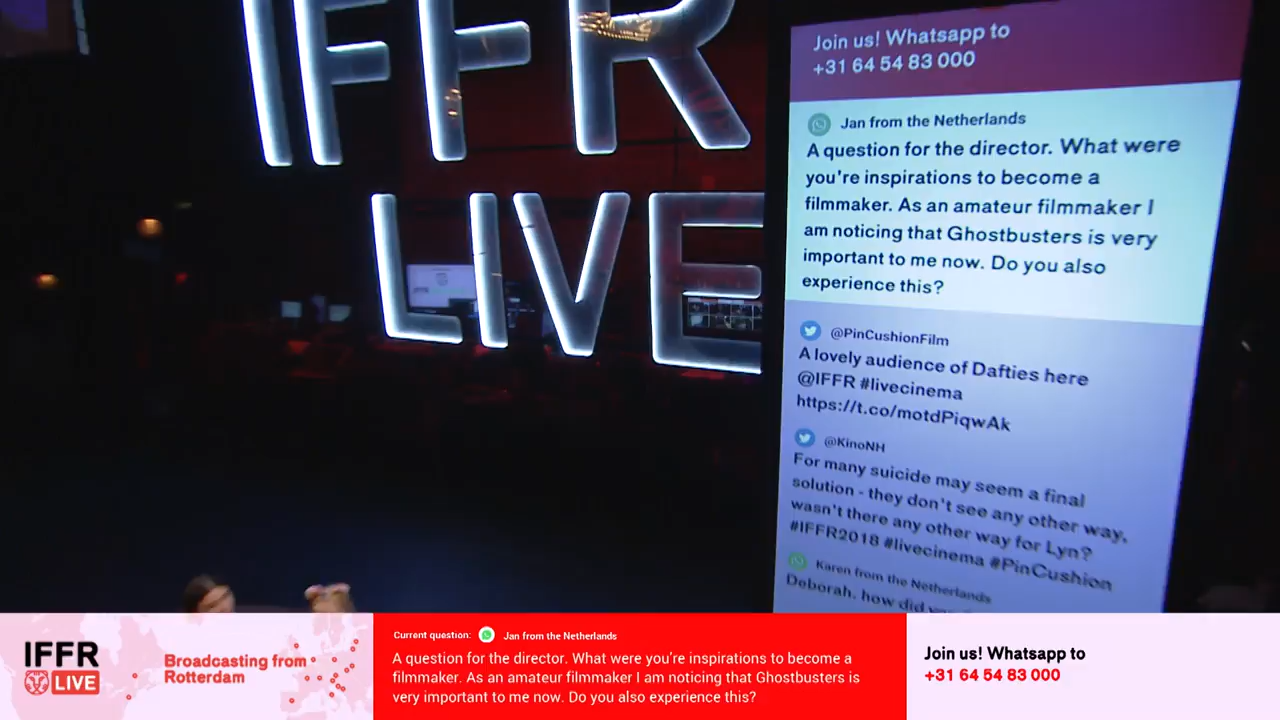 IFFR
LIVE
Join us! Whatsapp to
+31 64 54 83 000
Jan from the Netherlands
A question for the director. What were
you're inspirations to become a
filmmaker. As an amateur filmmaker I
am noticing that Ghostbusters is very
important to me now. Do you also
experience this?
@PinCushionFilm
A lovely audience of Dafties here
@IFFR #livecinema
https://t.co/motdPiqwAk
@KinoNH
For many suicide may seem a final
solution - they don't see any other way,
wasn't there any other way for Lyn?
#IFFR2018 #livecinema #PinCushion
Karen from the Netherlands
Deborah, how did
IFFR
LIVE
Broadcasting from
Rotterdam
Current question: Jan from the Netherlands
A question for the director. What were you're inspirations to become a
filmmaker. As an amateur filmmaker I am noticing that Ghostbusters is
very important to me now. Do you also experience this?
Join us! Whatsapp to
+31 64 54 83 000